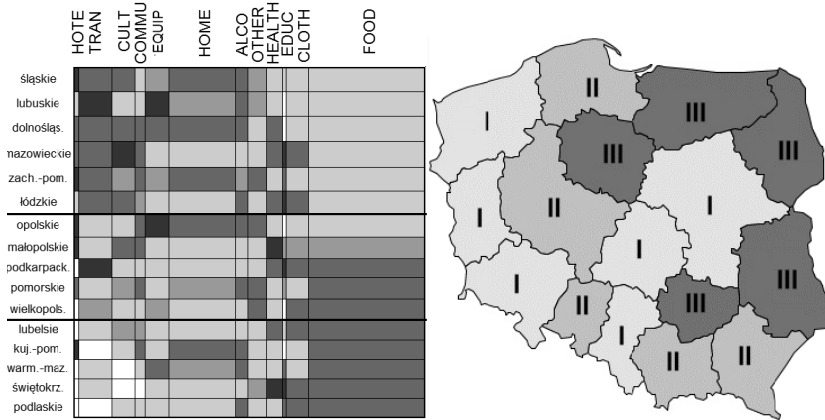 HOTE
TRAN
CULT
COMMU
EQUIP
HOME
ALCO
OTHER
HEALTH
EDUC
CLOTH
FOOD
śląskie
lubuskie
dolnośląs.
mazowieckie
zach.-pom.
łódzkie
opolskie
małopolskie
podkarpack.
pomorskie
wielkopols.
lubelsie
kuj.-pom.
warm.-maz.
świętokrz.
podlaskie
II
I
III
III
III
II
I
I
I
III
I
II
III
I
II
II